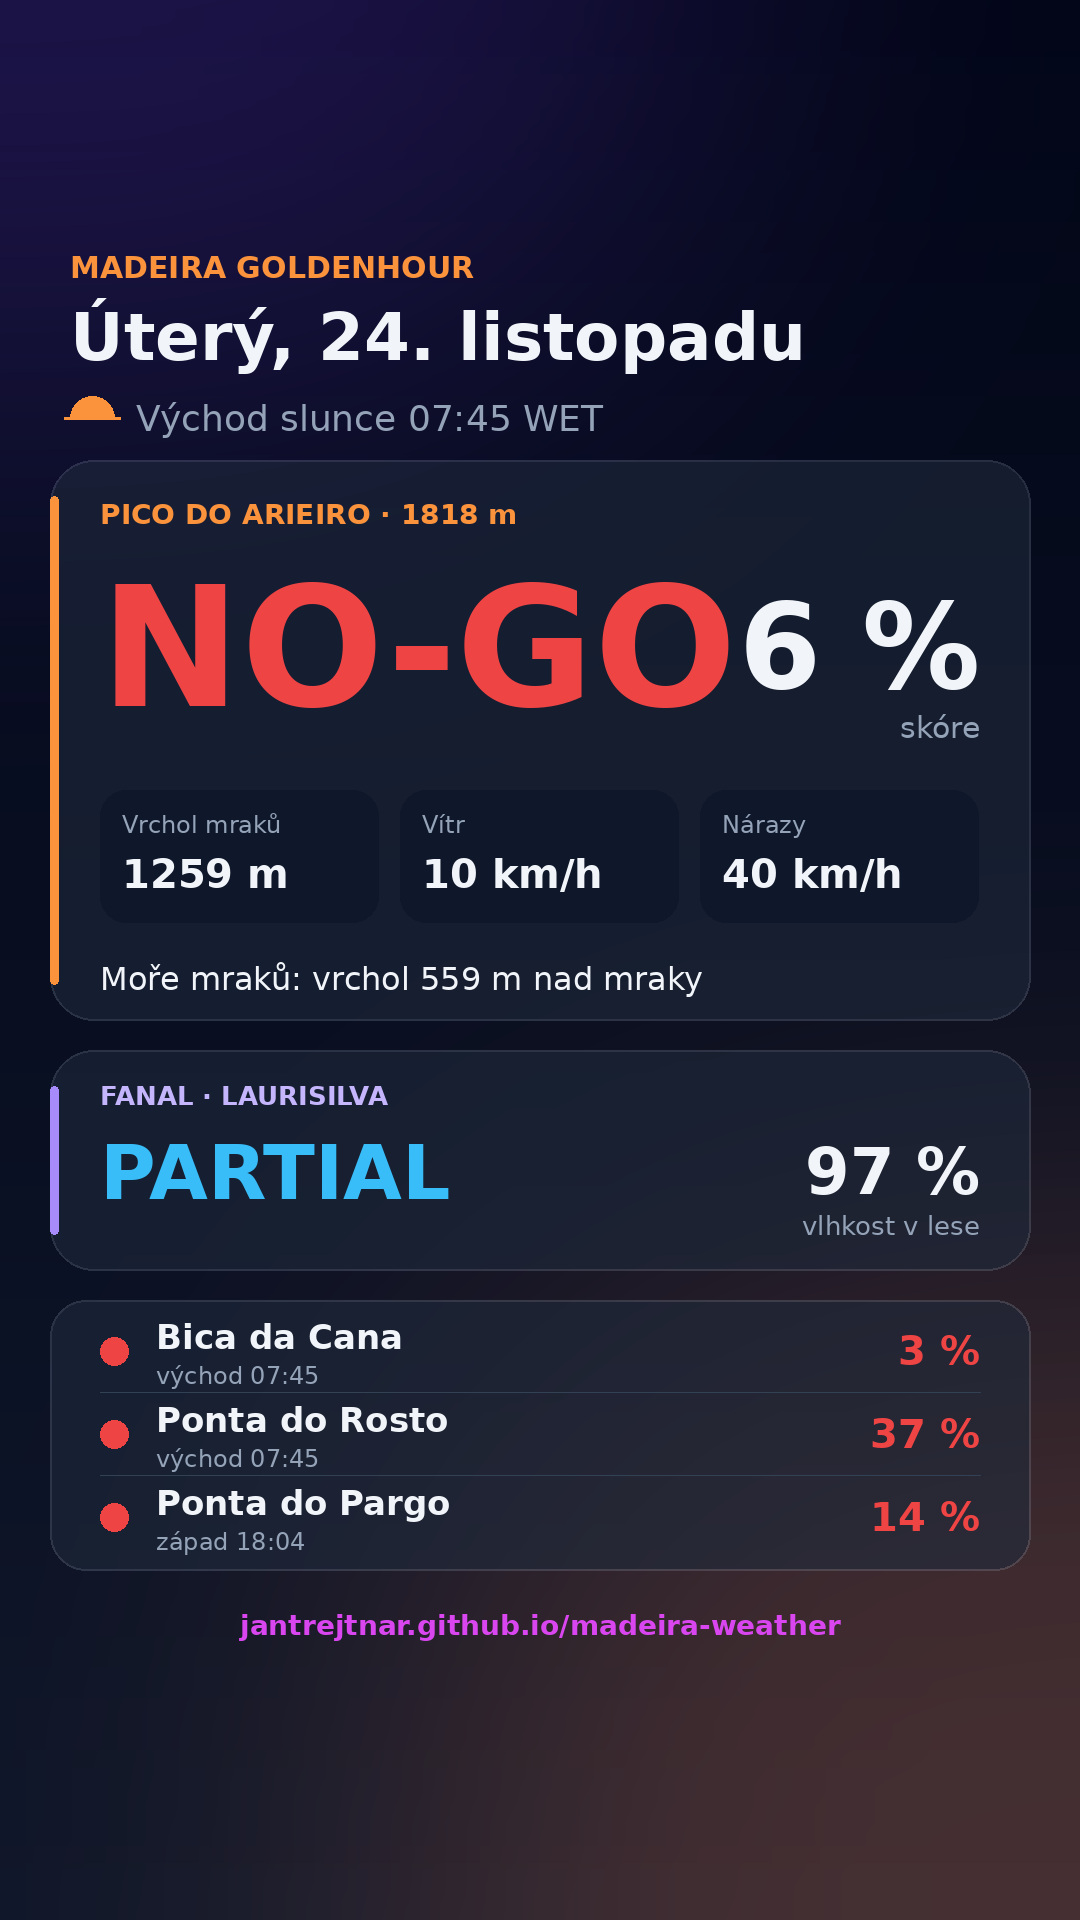 MADEIRA GOLDENHOUR
Úterý, 24. listopadu
Východ slunce 07:45 WET
PICO DO ARIEIRO · 1818 m
NO-GO 6 %
skóre
Vrchol mraků Vítr Nárazy
1259 m 10 km/h 40 km/h
Moře mraků: vrchol 559 m nad mraky
FANAL · LAURISILVA
PARTIAL 97 %
vlhkost v lese
Bica da Cana 3 %
východ 07:45
Ponta do Rosto 37 %
východ 07:45
Ponta do Pargo 14 %
západ 18:04
jantrejtnar.github.io/madeira-weather